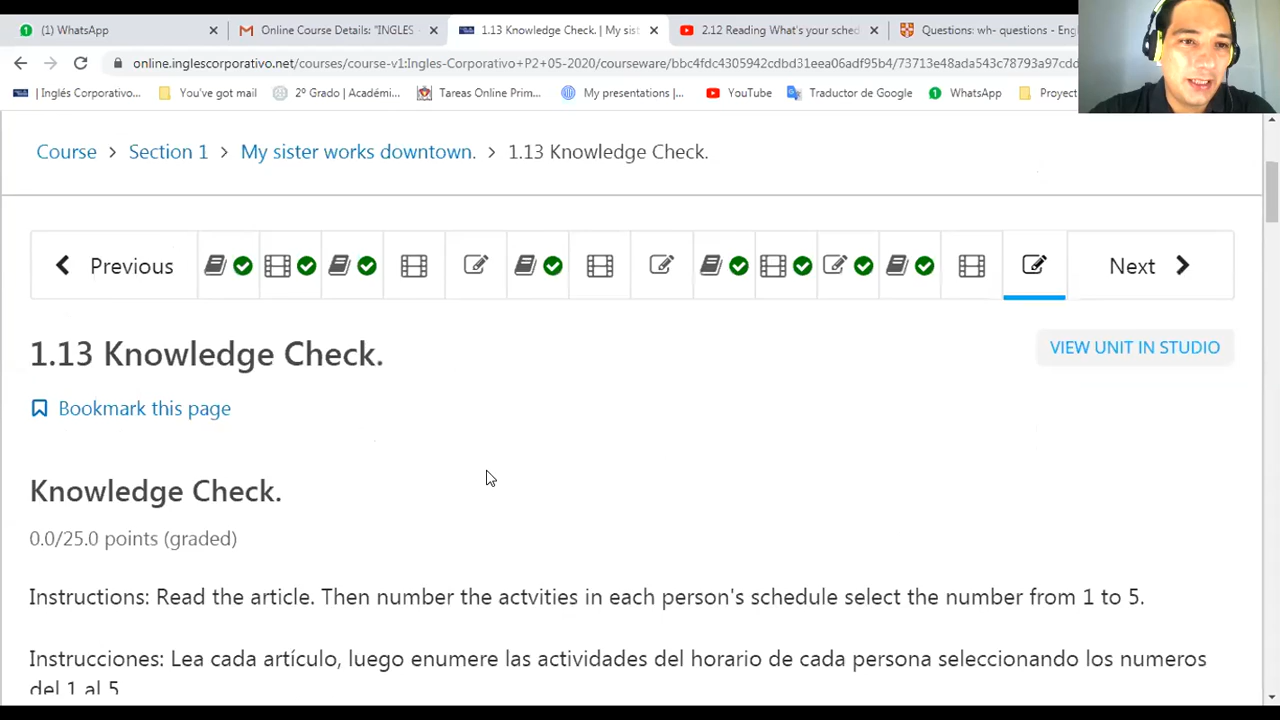 (1) WhatsApp
Online Course Details: "INGLES
1.13 Knowledge Check. | My sist
2.12 Reading What's your sched
Questions: wh- questions - Eng
online.inglescorporativo.net/courses/course-v1:Ingles-Corporativo+P2+05-2020/courseware/bbc4fdc4305942cdbd31eea06adf95b4/73713e48ada543c78793a97cdd
| Inglés Corporativo...
You've got mail
2º Grado | Académi...
Tareas Online Prim...
My presentations |...
YouTube
Traductor de Google
WhatsApp
Proyect
Course > Section 1 > My sister works downtown. > 1.13 Knowledge Check.
Previous
Next
1.13 Knowledge Check.
VIEW UNIT IN STUDIO
Bookmark this page
Knowledge Check.
0.0/25.0 points (graded)
Instructions: Read the article. Then number the actvities in each person's schedule select the number from 1 to 5.
Instrucciones: Lea cada artículo, luego enumere las actividades del horario de cada persona seleccionando los numeros
del 1 al 5